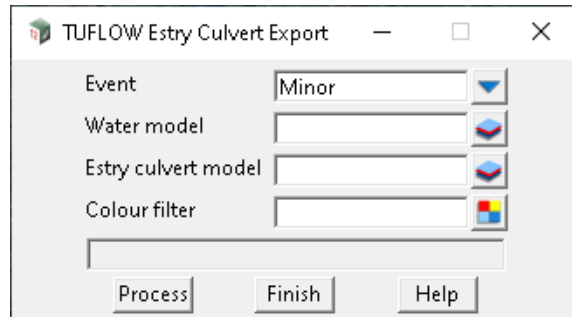 TUFLOW Estry Culvert Export
Event Minor
Water model
Estry culvert model
Colour filter
Process Finish Help